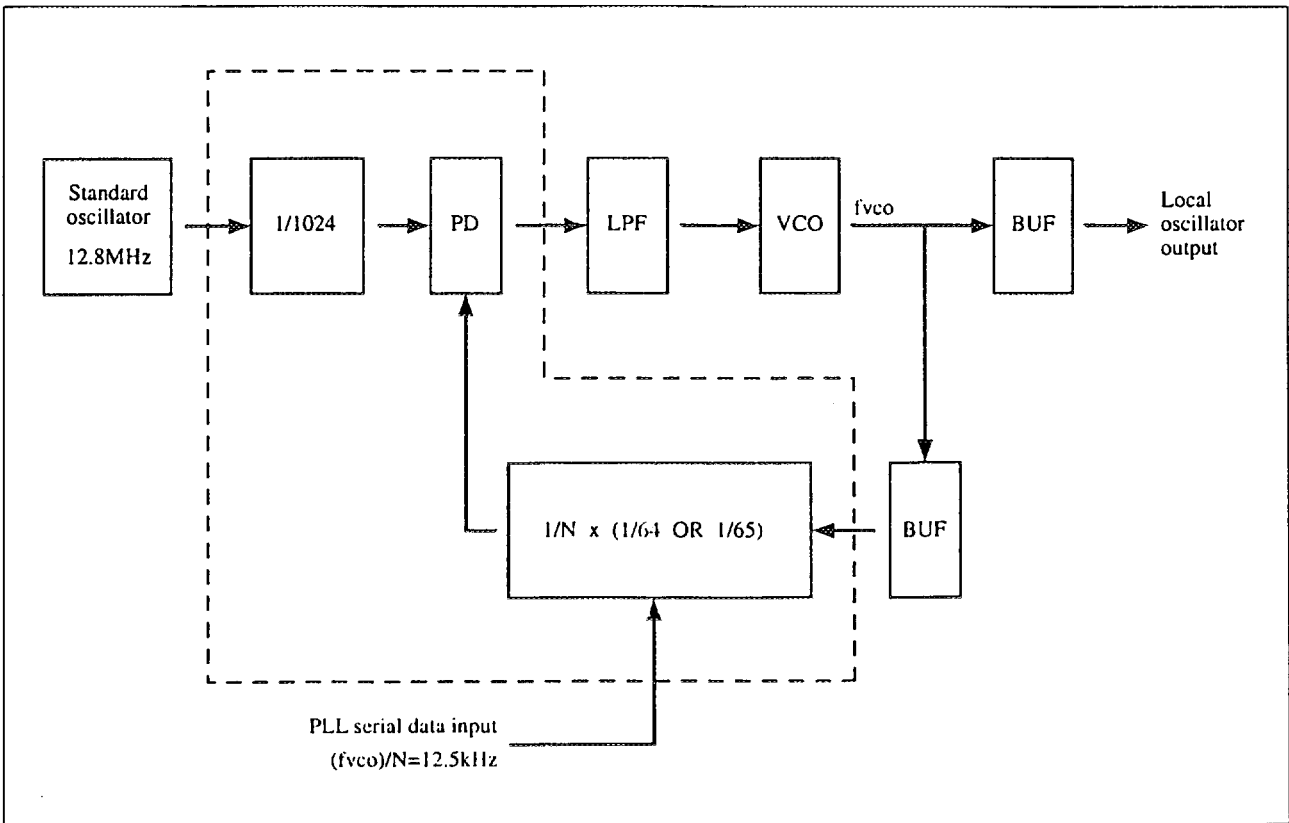 Standard
oscillator
12.8MHz
1/1024
PD
LPF
VCO
fvco
BUF
Local
oscillator
output
1/N x (1/64 OR 1/65)
BUF
PLL serial data input
(fvco)/N=12.5kHz